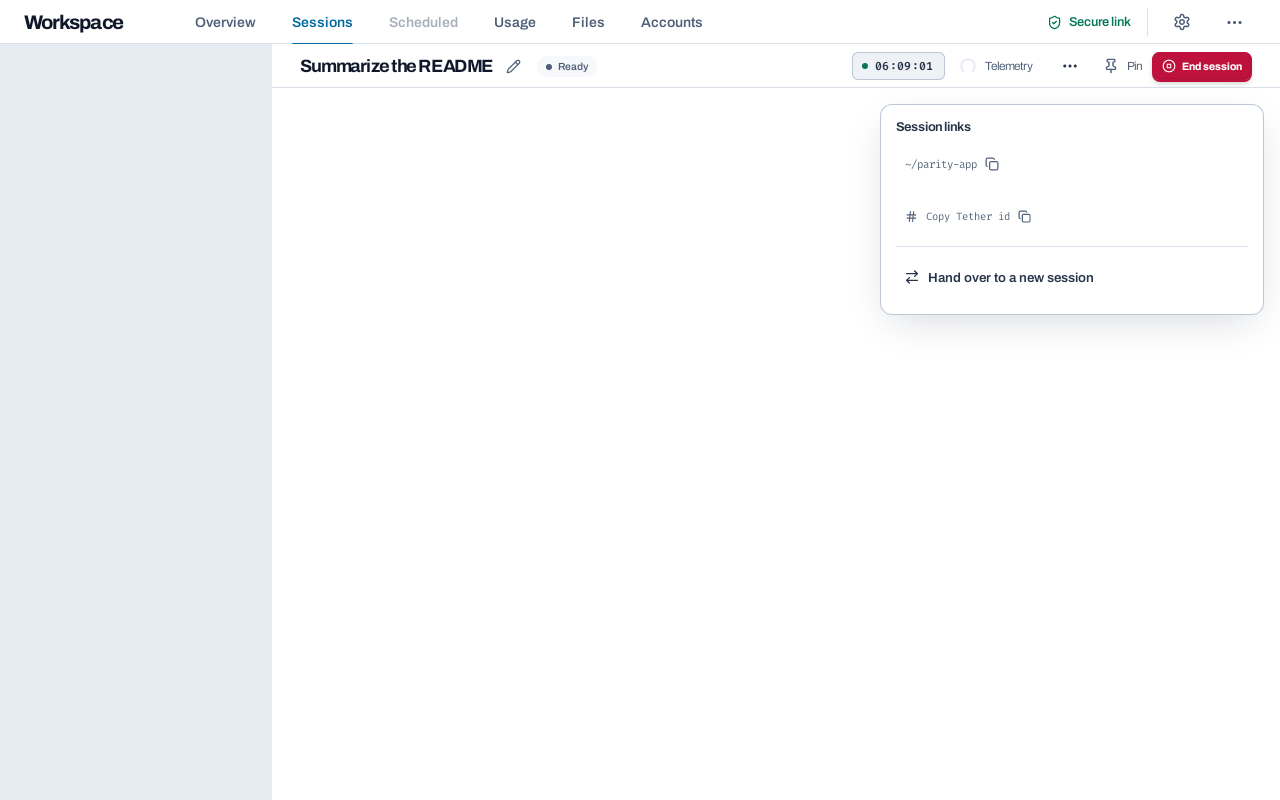 Workspace Overview Sessions Scheduled Usage Files Accounts Secure link
Summarize the README Ready 06:09:01 Telemetry Pin End session
Session links
~/parity-app
# Copy Tether id
Hand over to a new session